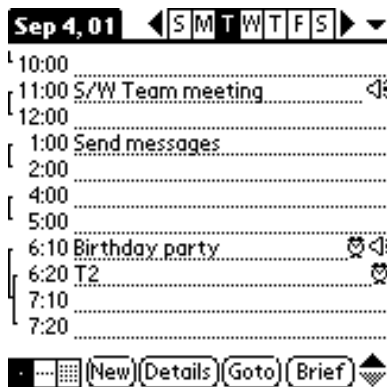 Sep 4, 01 S M T W T F S
10:00
11:00 S/W Team meeting
12:00
1:00 Send messages
2:00
4:00
5:00
6:10 Birthday party
6:20 T2
7:10
7:20
New Details Goto Brief